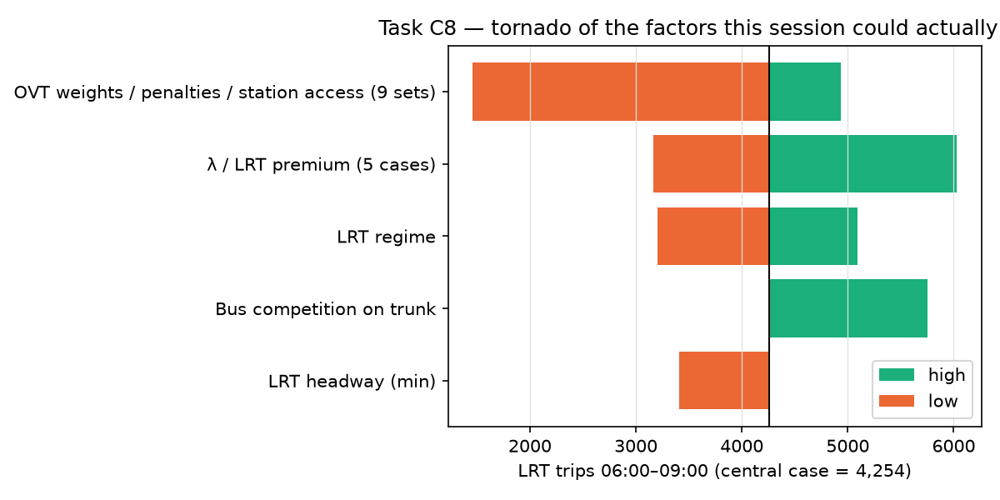 Task C8 — tornado of the factors this session could actually
OVT weights / penalties / station access (9 sets)
λ / LRT premium (5 cases)
LRT regime
Bus competition on trunk
LRT headway (min)
high
low
2000 3000 4000 5000 6000
LRT trips 06:00–09:00 (central case = 4,254)